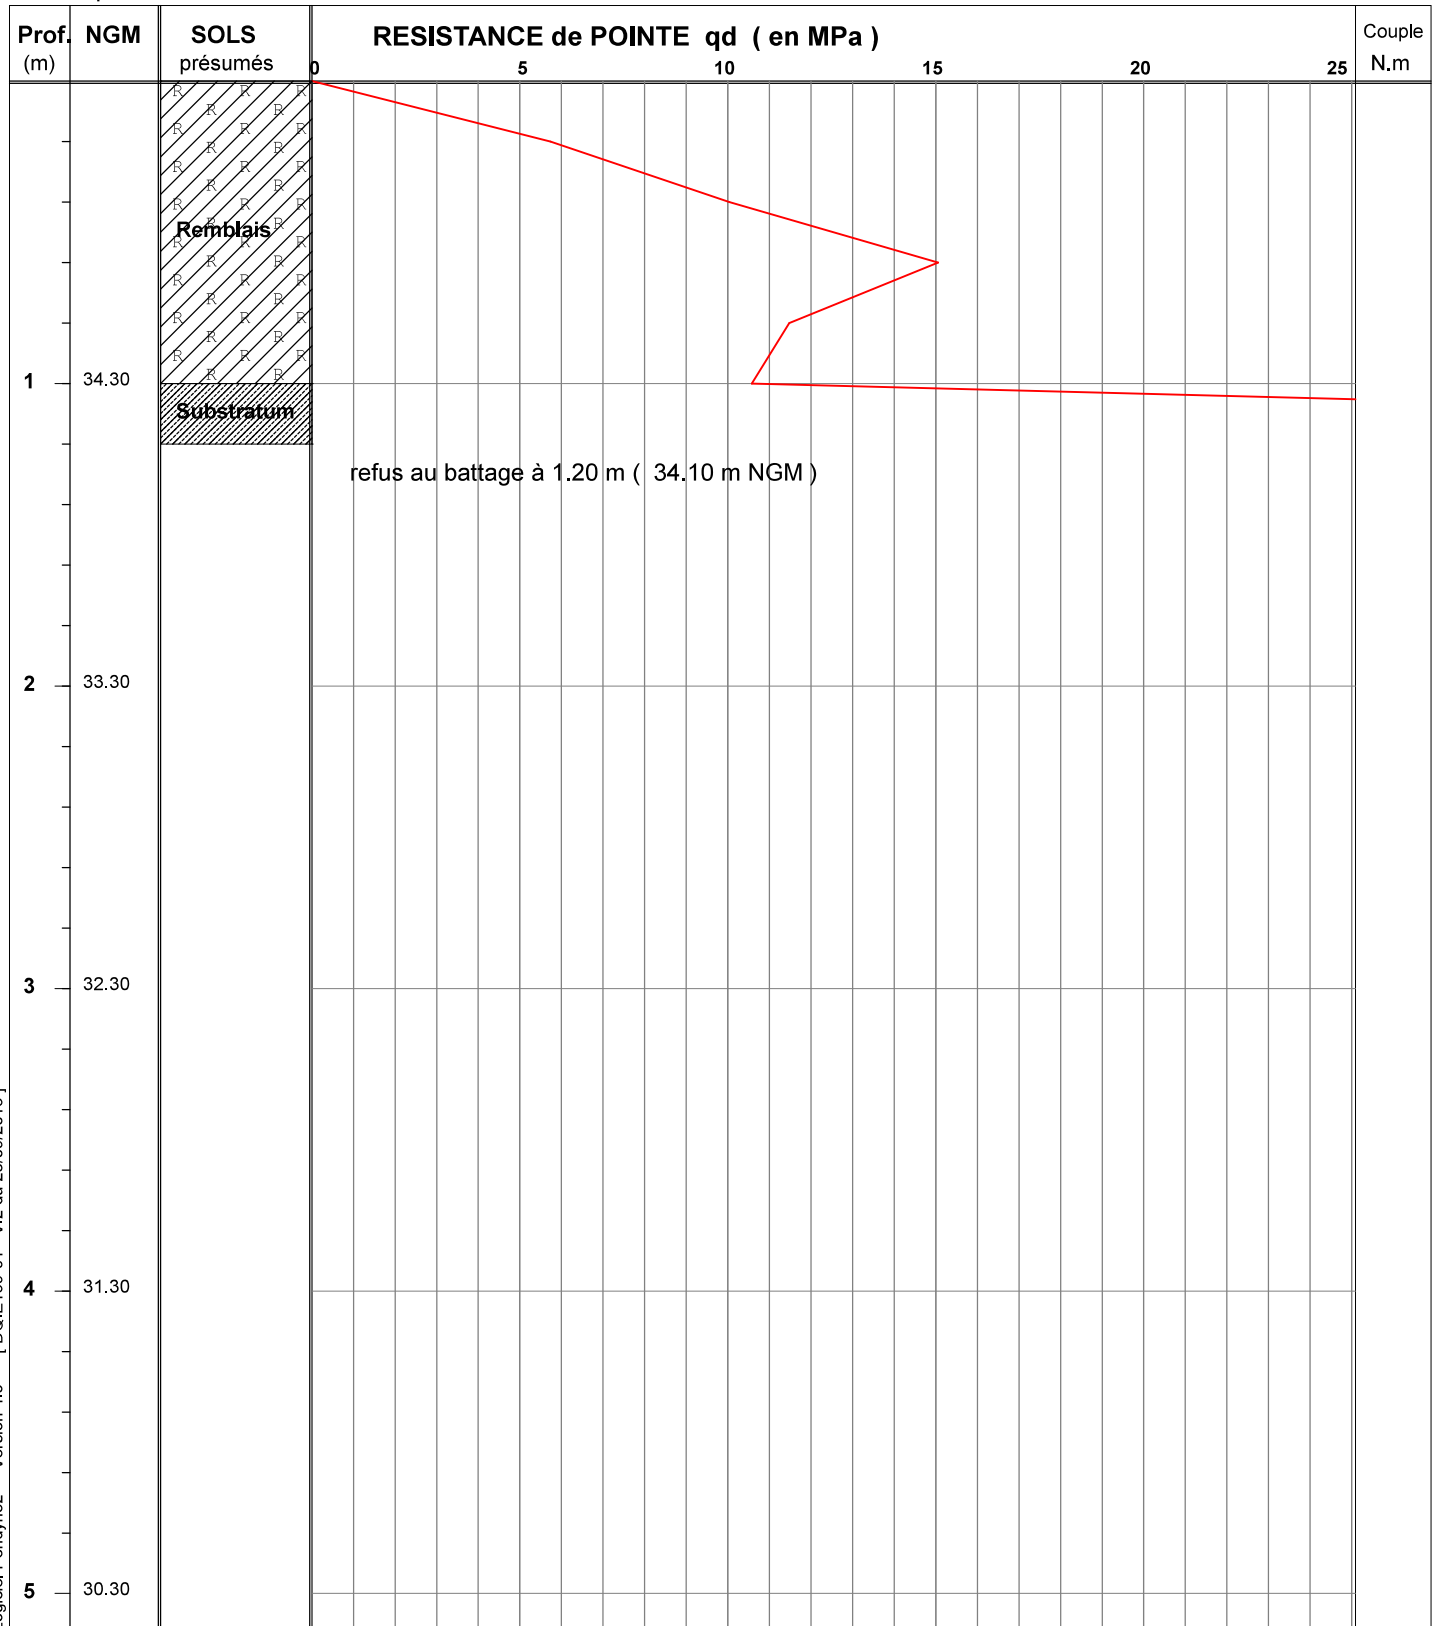 Prof. NGM SOLS RESISTANCE de POINTE qd ( en MPa ) Couple
(m) présumés 0 5 10 15 20 25 N.m
Remblais
1 34.30
Substratum
refus au battage à 1.20 m ( 34.10 m NGM )
2 33.30
3 32.30
4 31.30
5 30.30